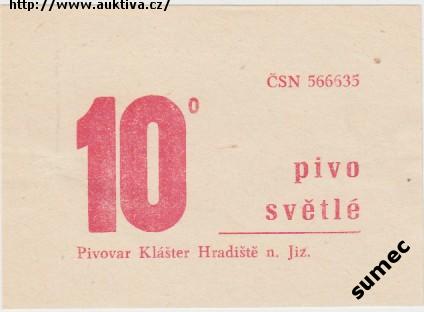 http://www.auktiva.cz/
ČSN 566635
10°
pivo
světlé
Pivovar Klášter Hradiště n. Jiz.
sumec